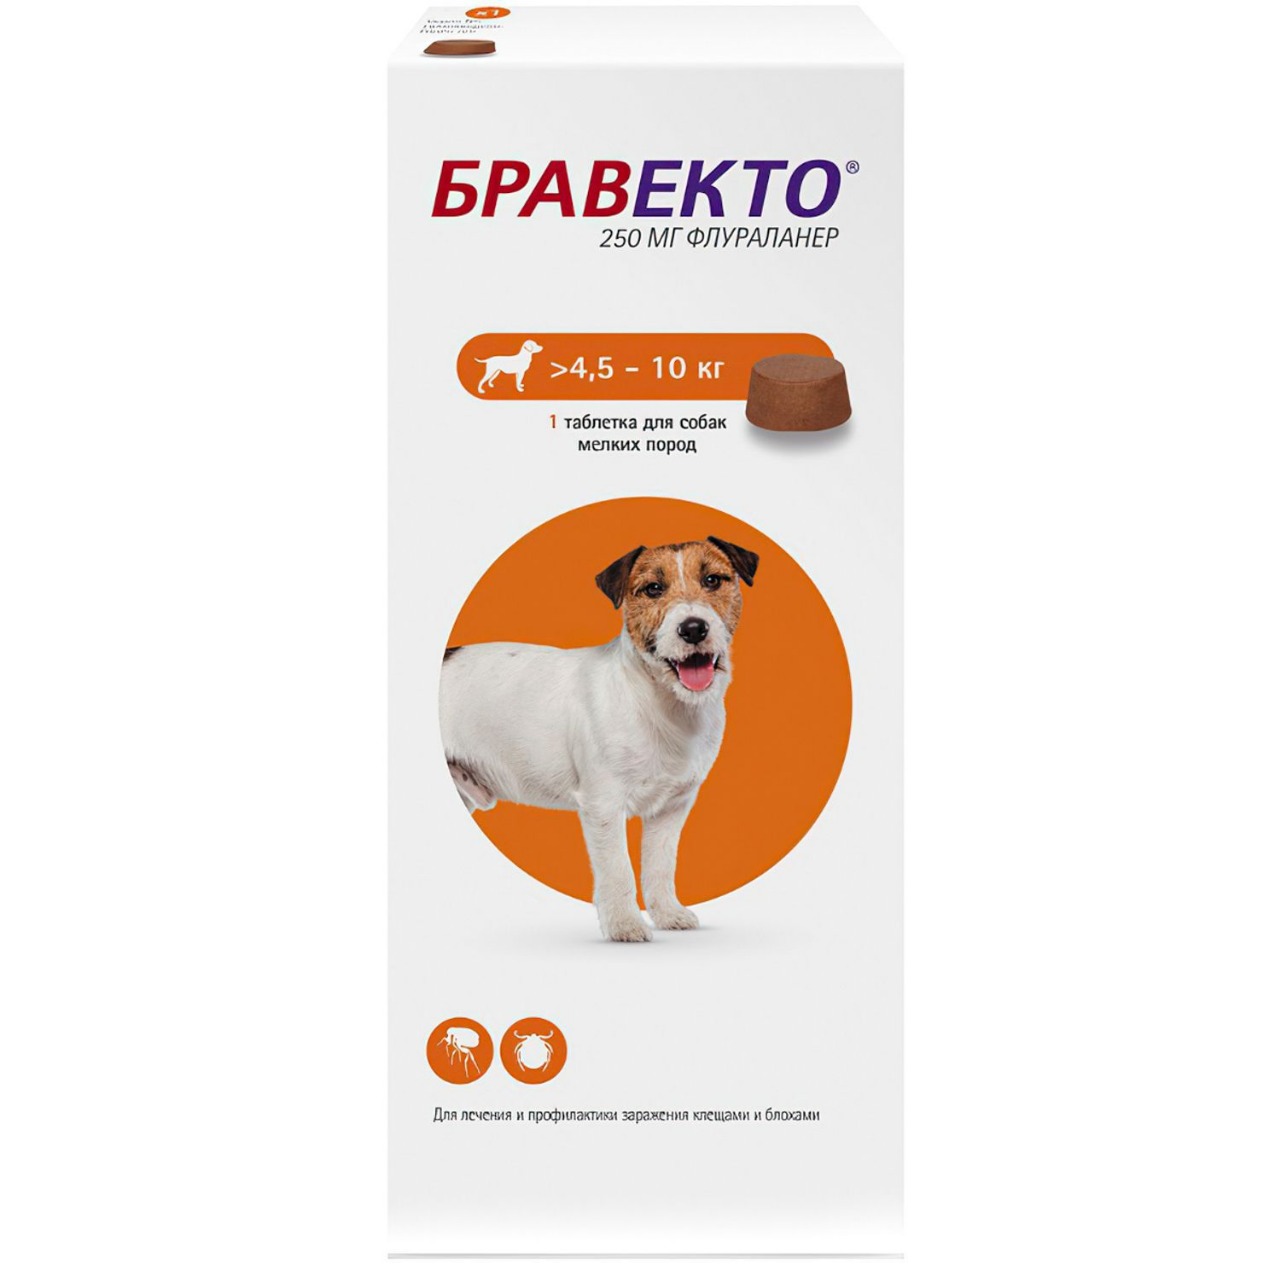 x1
БРАВЕКТО®
250 МГ ФЛУРАЛАНЕР
>4,5 – 10 кг
1 таблетка для собак
мелких пород
Для лечения и профилактики заражения клещами и блохами